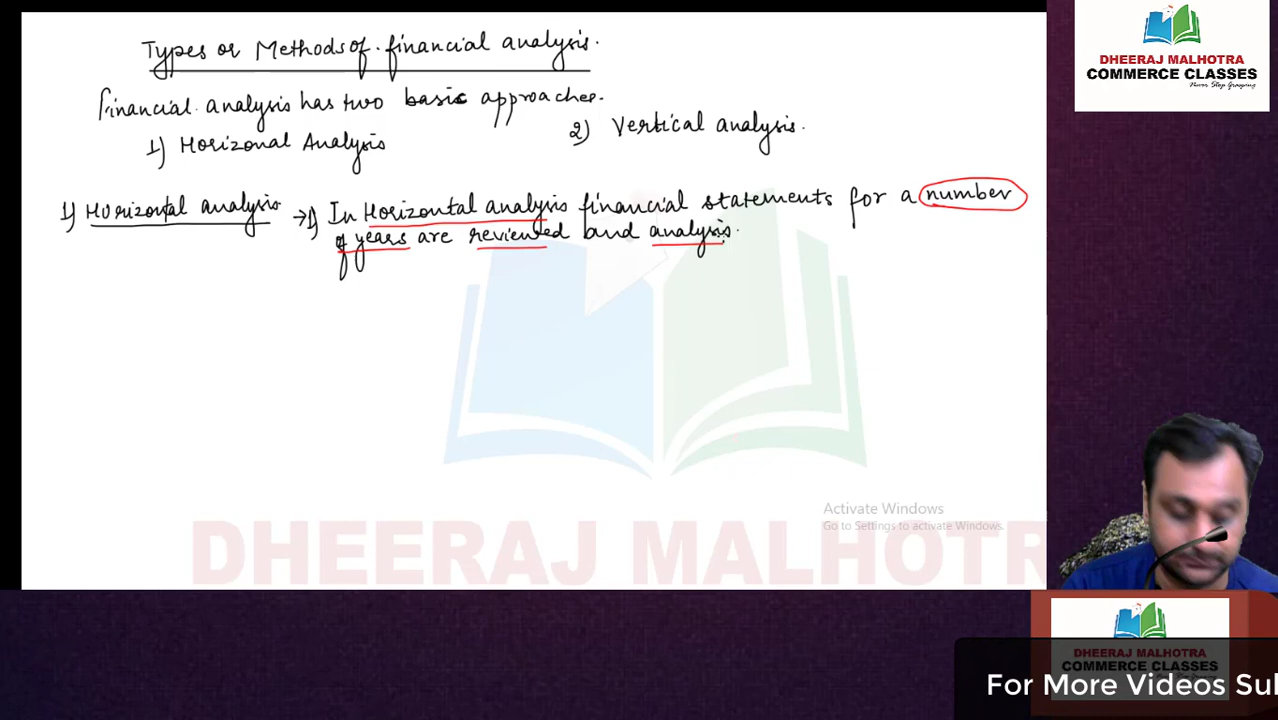 Types or Methods of financial analysis.
financial analysis has two basic approaches.
1) Horizonal Analysis
2) Vertical analysis.
1) Horizontal analysis → 1) In Horizontal analysis financial statements for a number
of years are reviewed and analysis.
Activate Windows
Go to Settings to activate Windows.
DHEERAJ MALHOTR
DHEERAJ MALHOTRA
COMMERCE CLASSES
Never Stop Grasping
DHEERAJ MALHOTRA
COMMERCE CLASSES
For More Videos Sul